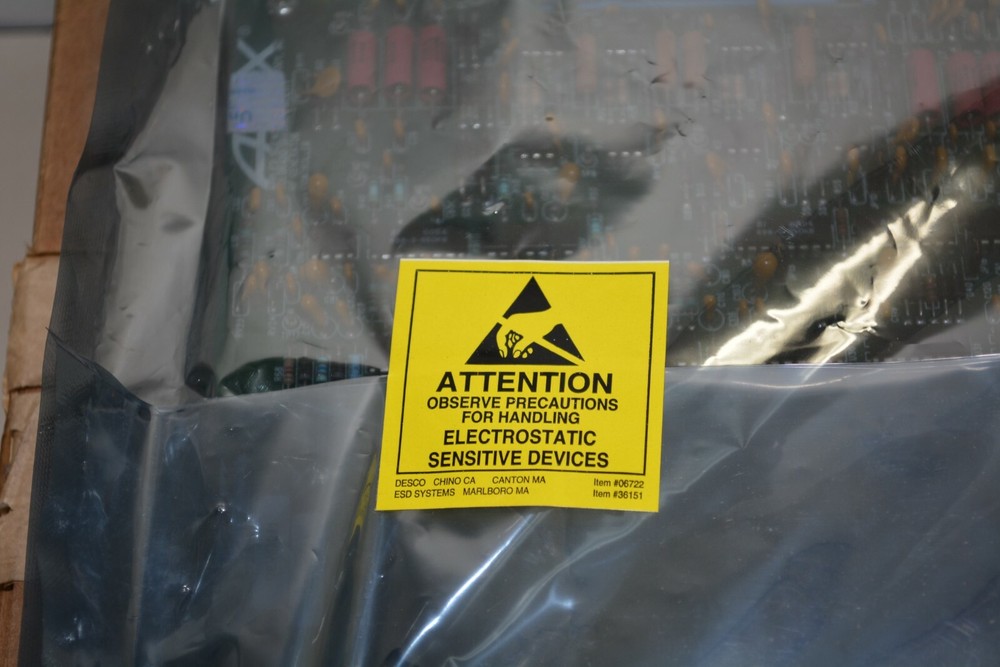 ATTENTION
OBSERVE PRECAUTIONS
FOR HANDLING
ELECTROSTATIC
SENSITIVE DEVICES
DESCO CHINO CA CANTON MA Item #06722
ESD SYSTEMS MARLBORO MA Item #36151